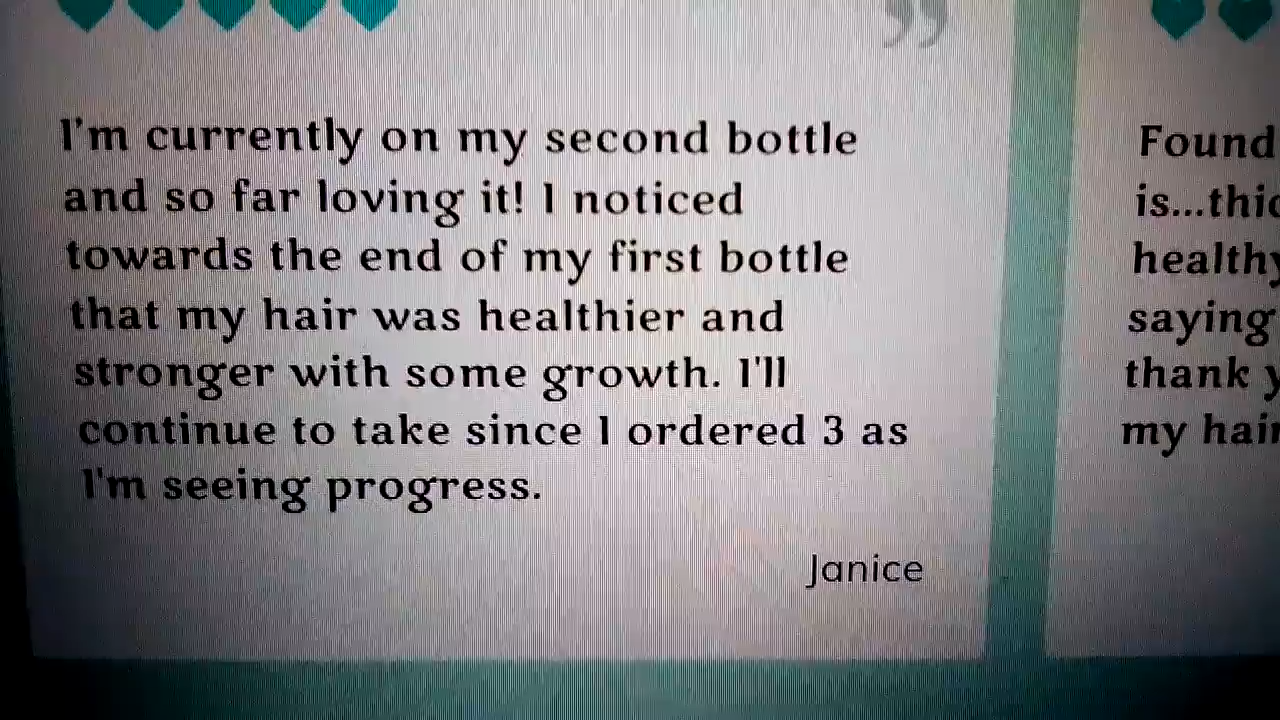 ”
I'm currently on my second bottle
and so far loving it! I noticed
towards the end of my first bottle
that my hair was healthier and
stronger with some growth. I'll
continue to take since I ordered 3 as
I'm seeing progress.
Janice
Found
is...thic
healthy
saying
thank y
my hair